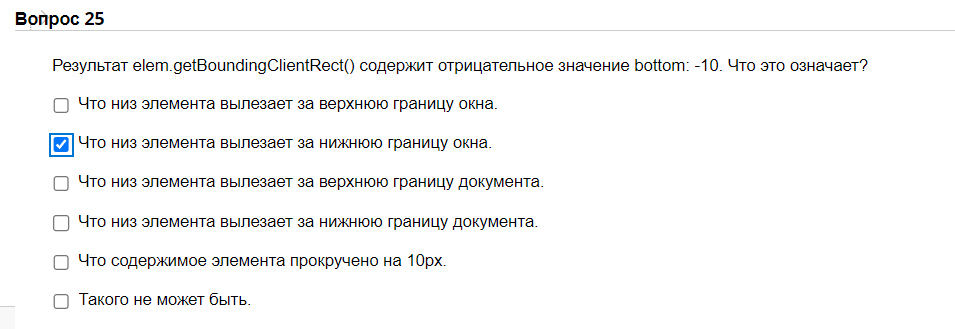 Вопрос 25
Результат elem.getBoundingClientRect() содержит отрицательное значение bottom: -10. Что это означает?
Что низ элемента вылезает за верхнюю границу окна.
Что низ элемента вылезает за нижнюю границу окна.
Что низ элемента вылезает за верхнюю границу документа.
Что низ элемента вылезает за нижнюю границу документа.
Что содержимое элемента прокручено на 10px.
Такого не может быть.